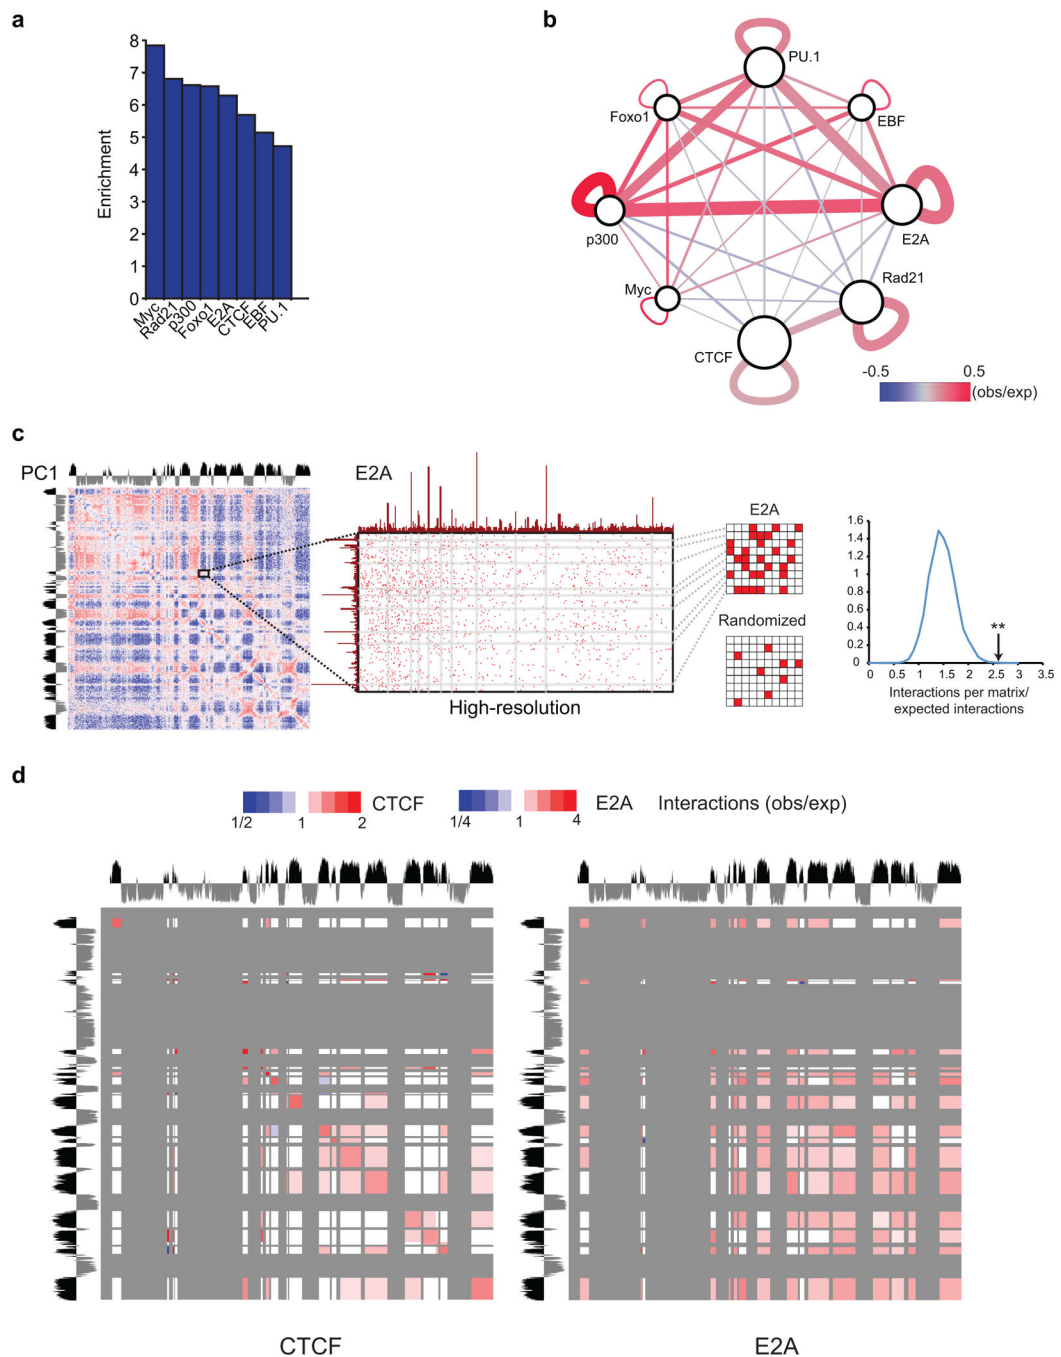 a
8
7
6
5
4
3
2
1
0
Enrichment
Myc
Rad21
p300
Foxo1
E2A
CTCF
EBF
PU.1
b
PU.1
Foxo1
EBF
p300
E2A
Myc
Rad21
CTCF
-0.5 0.5
(obs/exp)
c
PC1
E2A
High-resolution
E2A
Randomized
1.6
1.4
1.2
1
0.8
0.6
0.4
0.2
0
**
0 0.5 1 1.5 2 2.5 3 3.5
Interactions per matrix/
expected interactions
d
CTCF
1/2 1 2
E2A
1/4 1 4
Interactions (obs/exp)
CTCF
E2A